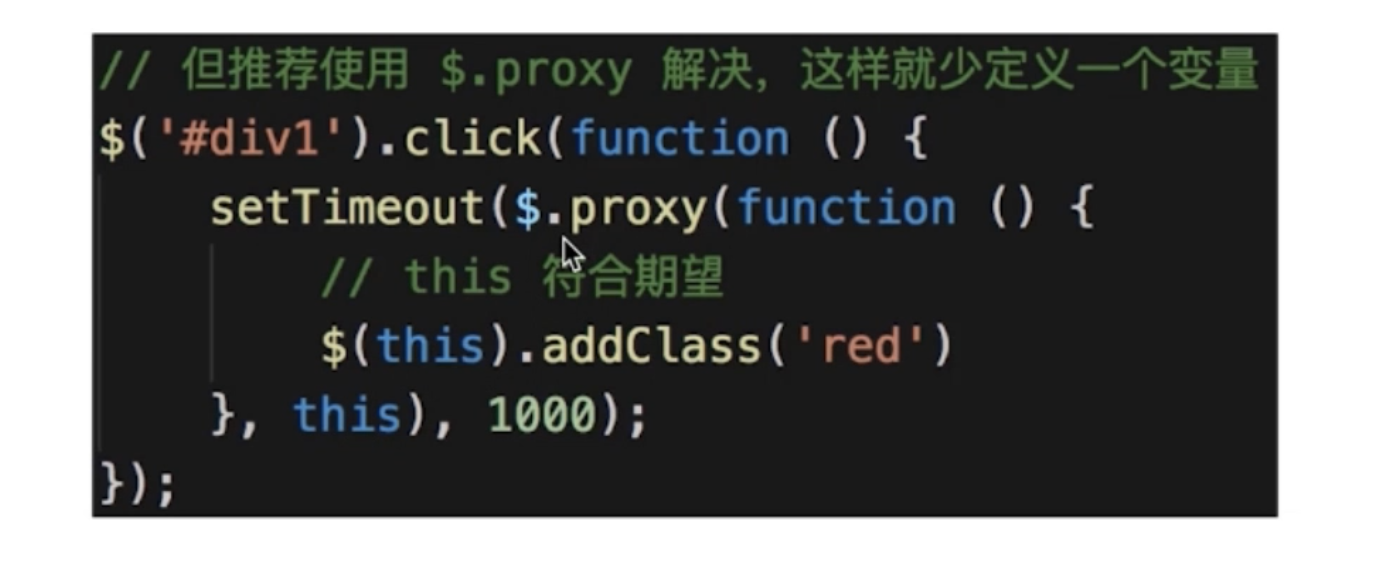 // 但推荐使用 $.proxy 解决，这样就少定义一个变量
$('#div1').click(function () {
    setTimeout($.proxy(function () {
        // this 符合期望
        $(this).addClass('red')
    }, this), 1000);
});